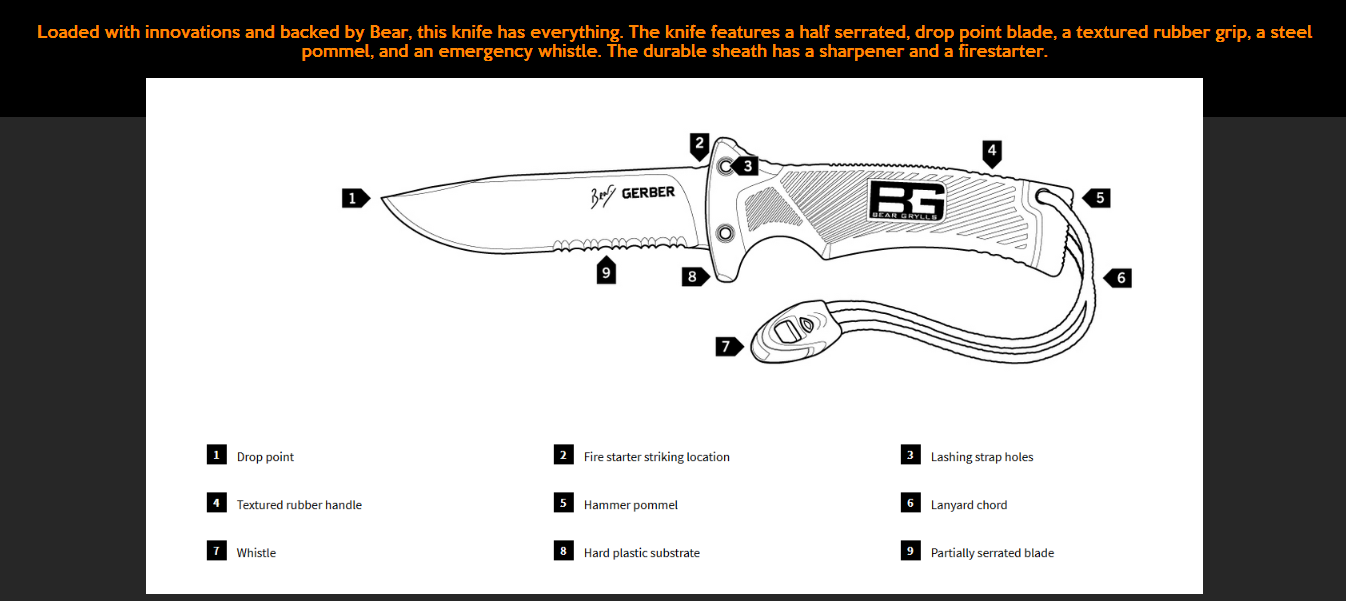 Loaded with innovations and backed by Bear, this knife has everything. The knife features a half serrated, drop point blade, a textured rubber grip, a steel
pommel, and an emergency whistle. The durable sheath has a sharpener and a firestarter.
2
4
3
1
Bear GERBER
BG
BEAR GRYLLS
5
9
8
6
7
1 Drop point
2 Fire starter striking location
3 Lashing strap holes
4 Textured rubber handle
5 Hammer pommel
6 Lanyard chord
7 Whistle
8 Hard plastic substrate
9 Partially serrated blade